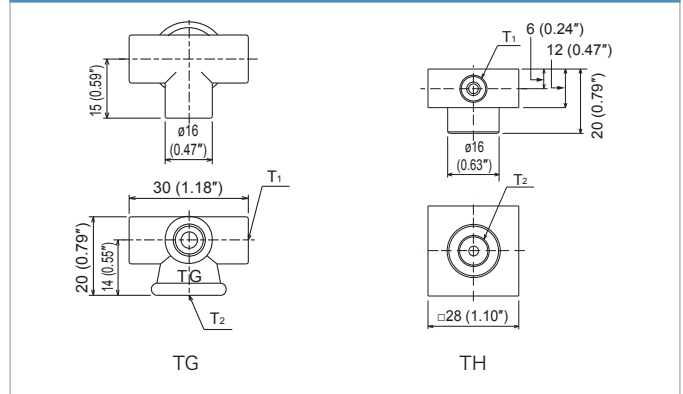 15 (0.59″)
ø16
(0.47″)
30 (1.18″)
T1
20 (0.79″)
14 (0.55″)
TG
T2
TG
T1
6 (0.24″)
12 (0.47″)
20 (0.79″)
ø16
(0.63″)
T2
□28 (1.10″)
TH